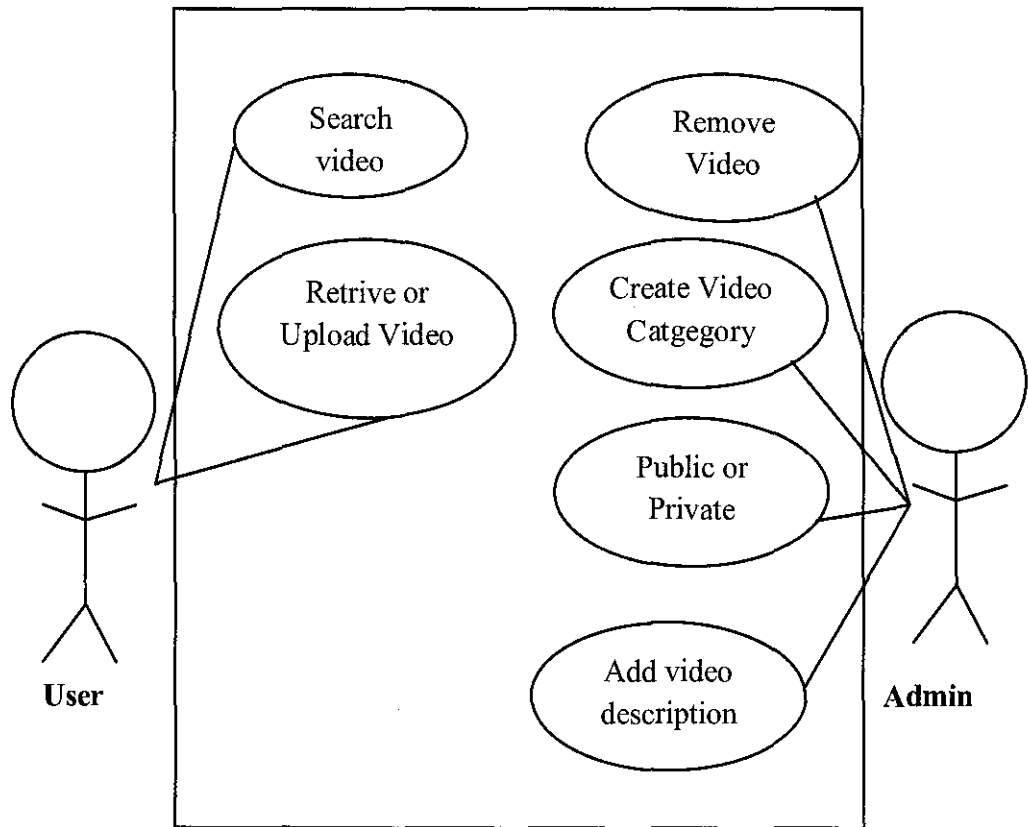 Search
video
Remove
Video
Retrive or
Upload Video
Create Video
Catgegory
Public or
Private
Add video
description
User
Admin